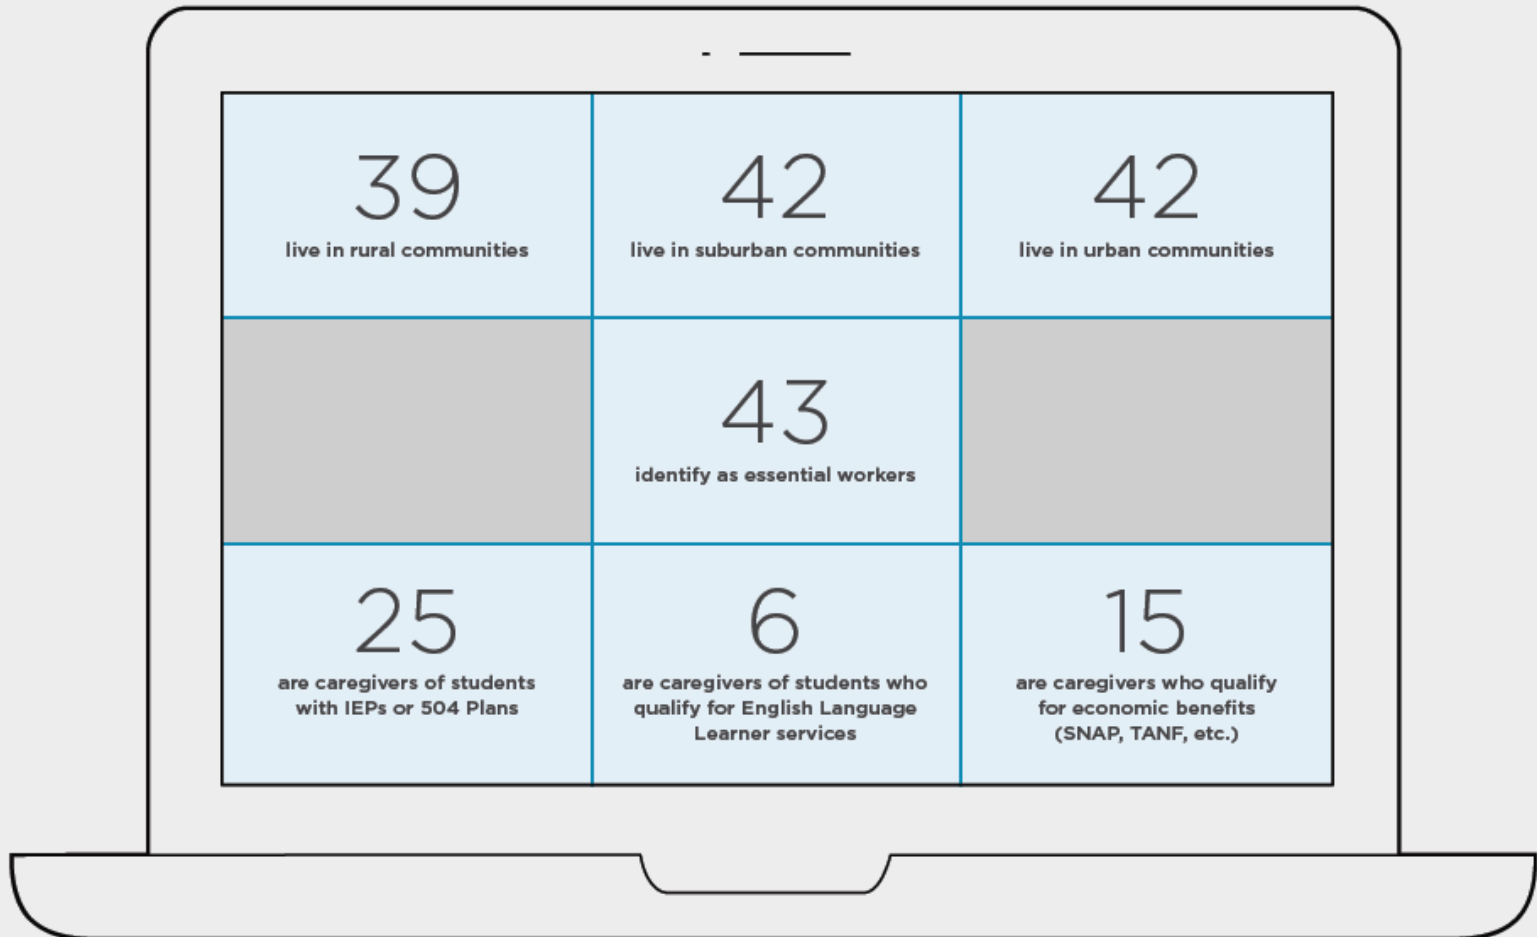 39
live in rural communities
42
live in suburban communities
42
live in urban communities
43
identify as essential workers
25
are caregivers of students
with IEPs or 504 Plans
6
are caregivers of students who
qualify for English Language
Learner services
15
are caregivers who qualify
for economic benefits
(SNAP, TANF, etc.)